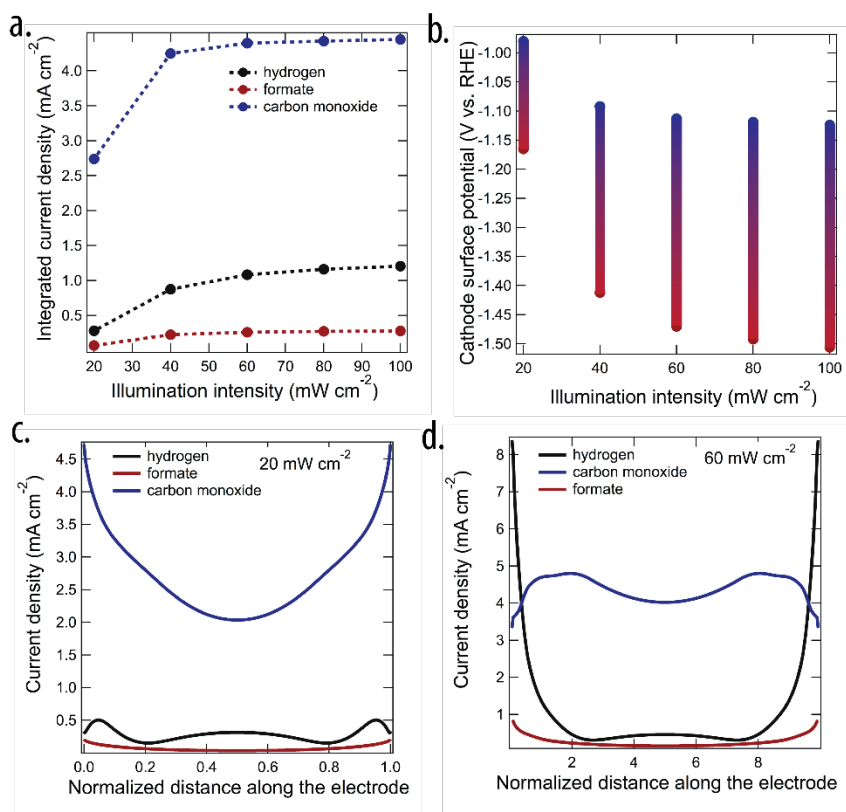 a.
Integrated current density (mA cm-2)
4.0
3.5
3.0
2.5
2.0
1.5
1.0
0.5
hydrogen
formate
carbon monoxide
20 30 40 50 60 70 80 90 100
Illumination intensity (mW cm-2)
b.
Cathode surface potential (V vs. RHE)
-1.00
-1.05
-1.10
-1.15
-1.20
-1.25
-1.30
-1.35
-1.40
-1.45
-1.50
20 40 60 80 100
Illumination intensity (mW cm-2)
c.
Current density (mA cm-2)
4.5
4.0
3.5
3.0
2.5
2.0
1.5
1.0
0.5
hydrogen
formate
carbon monoxide
20 mW cm-2
0.0 0.2 0.4 0.6 0.8 1.0
Normalized distance along the electrode
d.
Current density (mA cm-2)
8
7
6
5
4
3
2
1
hydrogen
carbon monoxide
formate
60 mW cm-2
2 4 6 8
Normalized distance along the electrode